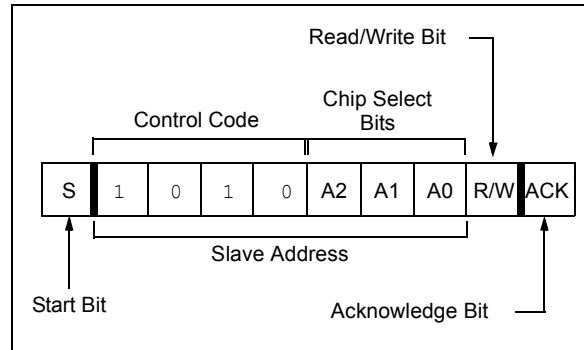 Read/Write Bit
Chip Select
Bits
Control Code
S 1 0 1 0 A2 A1 A0 R/W ACK
Slave Address
Start Bit
Acknowledge Bit